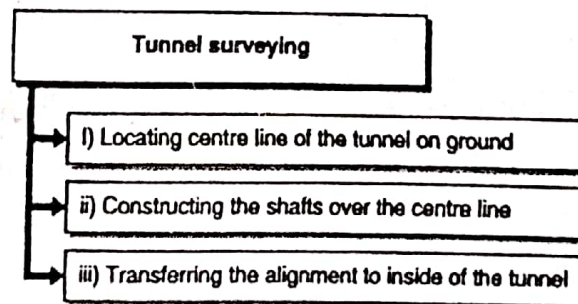 Tunnel surveying
i) Locating centre line of the tunnel on ground
ii) Constructing the shafts over the centre line
iii) Transferring the alignment to inside of the tunnel